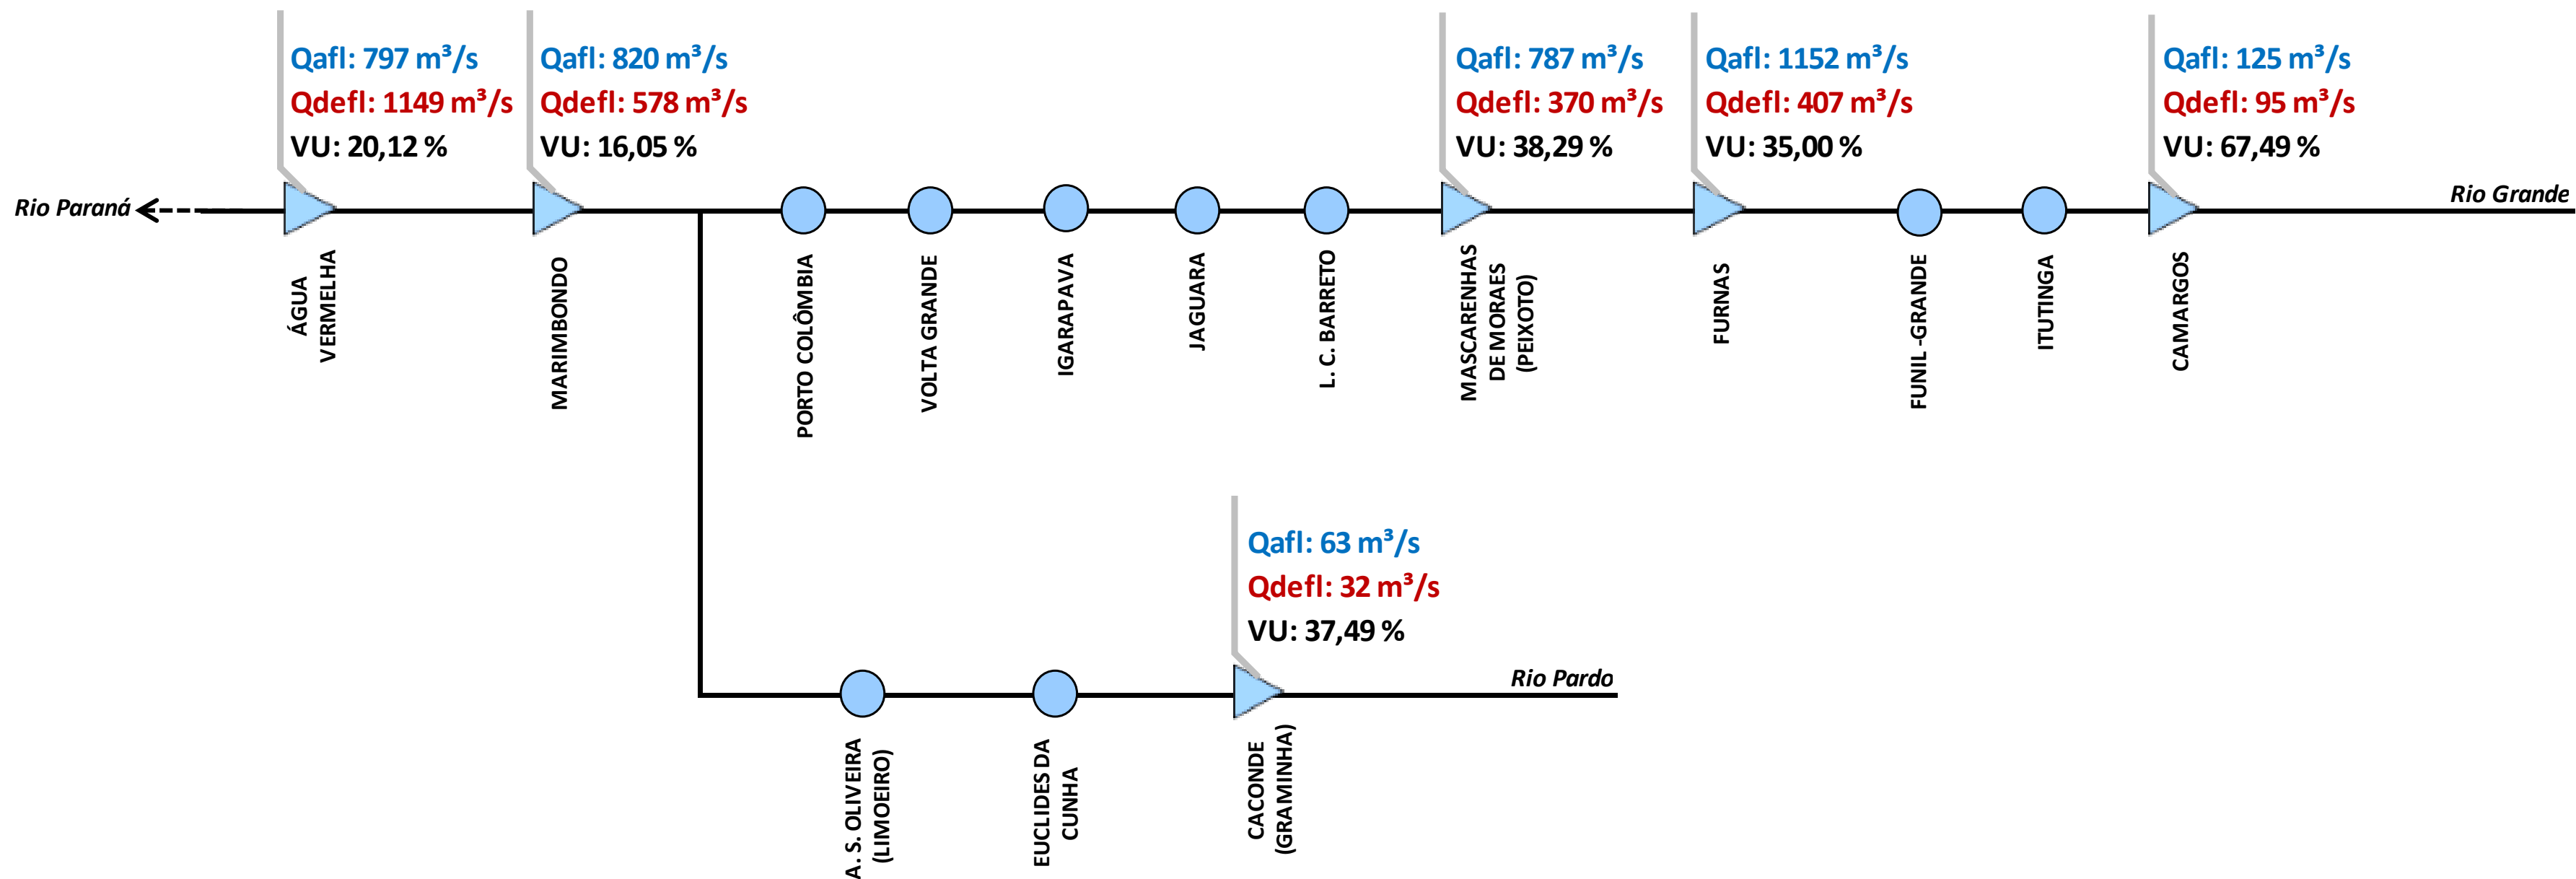 Qafl: 797 m³/s
Qdefl: 1149 m³/s
VU: 20,12 %
Qafl: 820 m³/s
Qdefl: 578 m³/s
VU: 16,05 %
Qafl: 787 m³/s
Qdefl: 370 m³/s
VU: 38,29 %
Qafl: 1152 m³/s
Qdefl: 407 m³/s
VU: 35,00 %
Qafl: 125 m³/s
Qdefl: 95 m³/s
VU: 67,49 %
Rio Paraná
Rio Grande
ÁGUA
VERMELHA
MARIMBONDO
PORTO COLÔMBIA
VOLTA GRANDE
IGARAPAVA
JAGUARA
L. C. BARRETO
MASCARENHAS
DE MORAES
(PEIXOTO)
FURNAS
FUNIL -GRANDE
ITUTINGA
CAMARGOS
Qafl: 63 m³/s
Qdefl: 32 m³/s
VU: 37,49 %
Rio Pardo
A. S. OLIVEIRA
(LIMOEIRO)
EUCLIDES DA
CUNHA
CACONDE
(GRAMINHA)